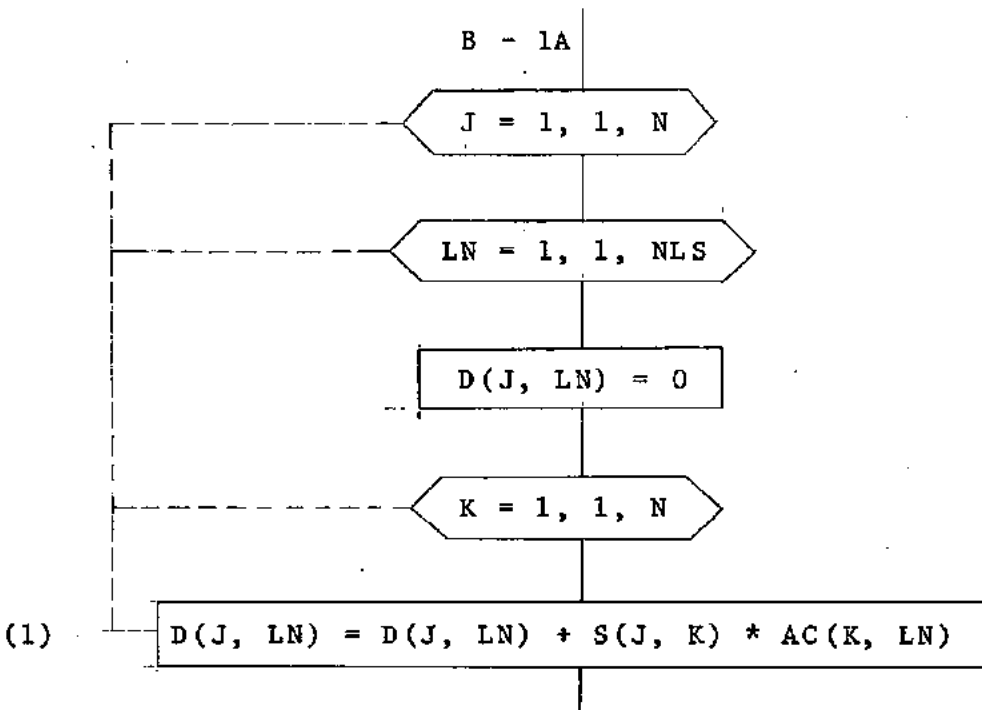 B - 1A
J = 1, 1, N
LN = 1, 1, NLS
D(J, LN) = 0
K = 1, 1, N
(1) D(J, LN) = D(J, LN) + S(J, K) * AC(K, LN)